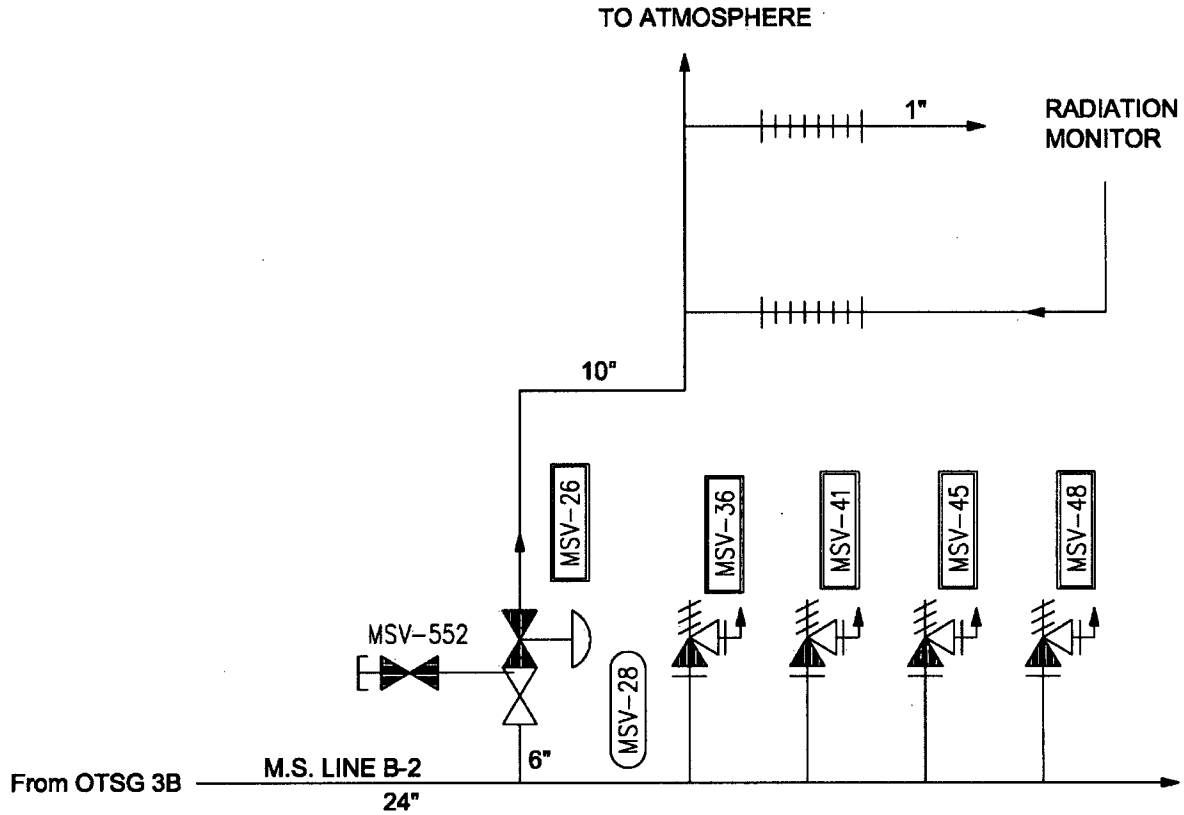 TO ATMOSPHERE
1"
RADIATION
MONITOR
10"
MSV-26
MSV-36
MSV-41
MSV-45
MSV-48
MSV-552
MSV-28
6"
M.S. LINE B-2
From OTSG 3B
24"